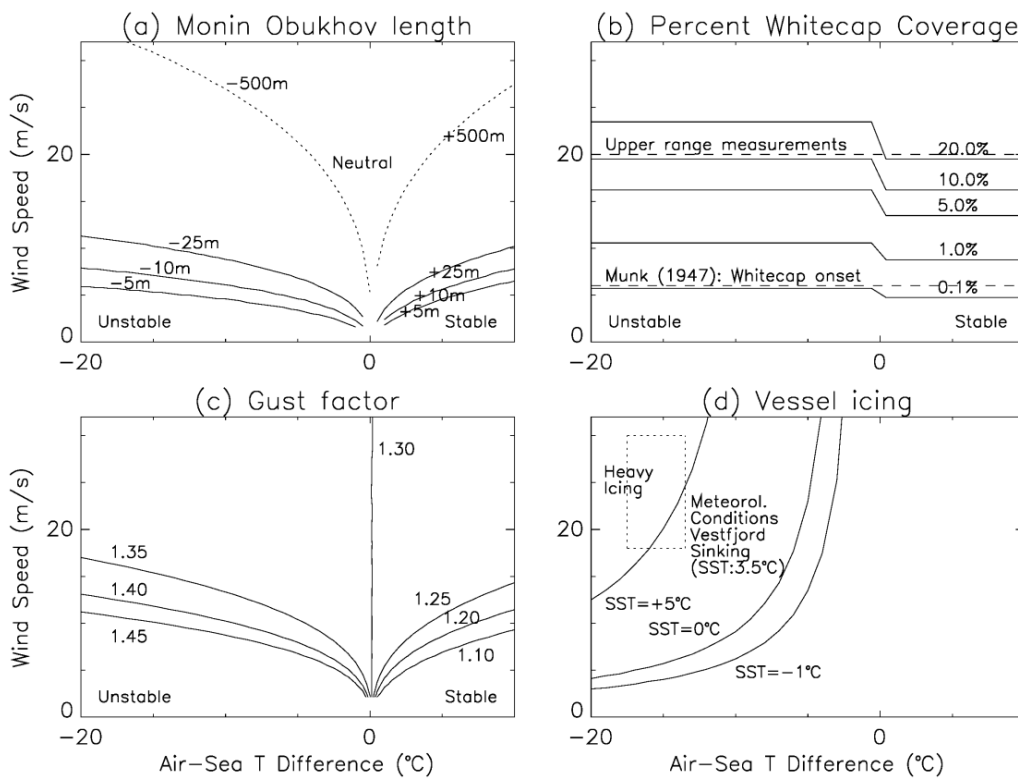 (a) Monin Obukhov length
Wind Speed (m/s)
20
0
−500m
+500m
Neutral
−25m
−10m
−5m
+25m
+10m
+5m
Unstable
Stable
−20
0
(b) Percent Whitecap Coverage
20
0
Upper range measurements
20.0%
10.0%
5.0%
1.0%
Munk (1947): Whitecap onset
0.1%
Unstable
Stable
−20
0
(c) Gust factor
Wind Speed (m/s)
20
0
1.30
1.35
1.40
1.45
1.25
1.20
1.10
Unstable
Stable
−20
0
Air−Sea T Difference (°C)
(d) Vessel icing
20
0
Heavy
Icing
Meteorol.
Conditions
Vestfjord
Sinking
(SST:3.5°C)
SST=+5°C
SST=0°C
SST=−1°C
−20
0
Air−Sea T Difference (°C)